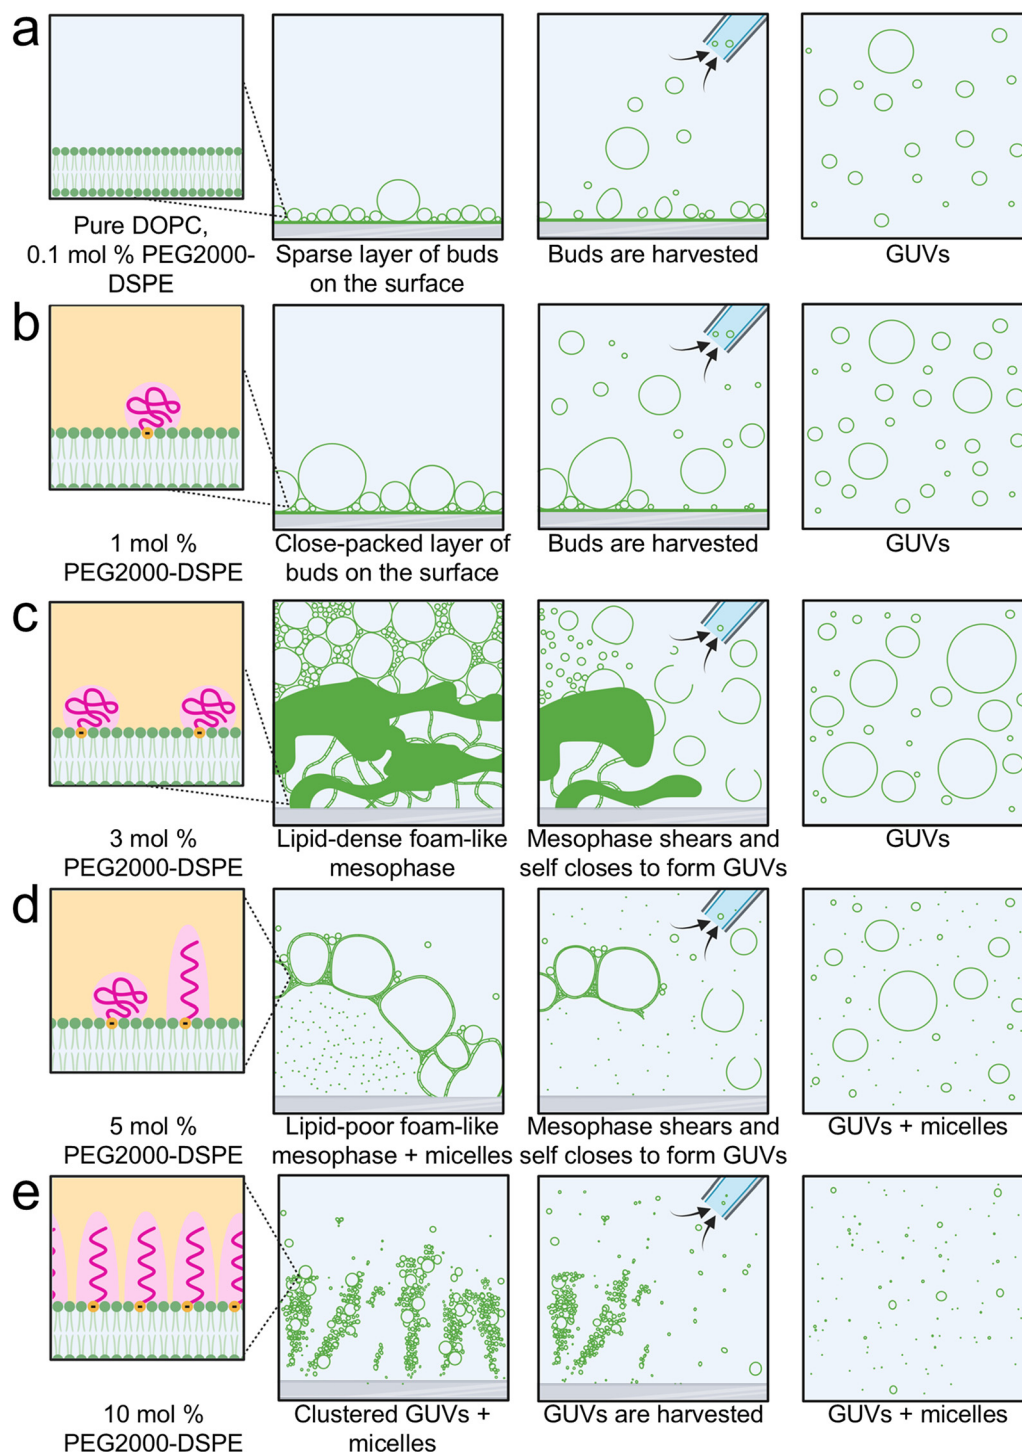 a
Pure DOPC,
0.1 mol % PEG2000-
DSPE
Sparse layer of buds
on the surface
Buds are harvested
GUVs
b
1 mol %
PEG2000-DSPE
Close-packed layer of
buds on the surface
Buds are harvested
GUVs
c
3 mol %
PEG2000-DSPE
Lipid-dense foam-like
mesophase
Mesophase shears and
self closes to form GUVs
GUVs
d
5 mol %
PEG2000-DSPE
Lipid-poor foam-like
mesophase + micelles
Mesophase shears and
self closes to form GUVs
GUVs + micelles
e
10 mol %
PEG2000-DSPE
Clustered GUVs +
micelles
GUVs are harvested
GUVs + micelles